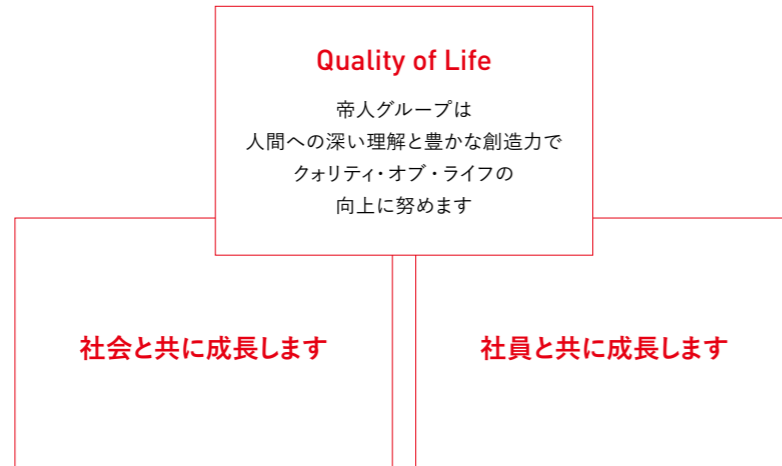 Quality of Life
帝人グループは
人間への深い理解と豊かな創造力で
クォリティ・オブ・ライフの
向上に努めます
社会と共に成長します
社員と共に成長します